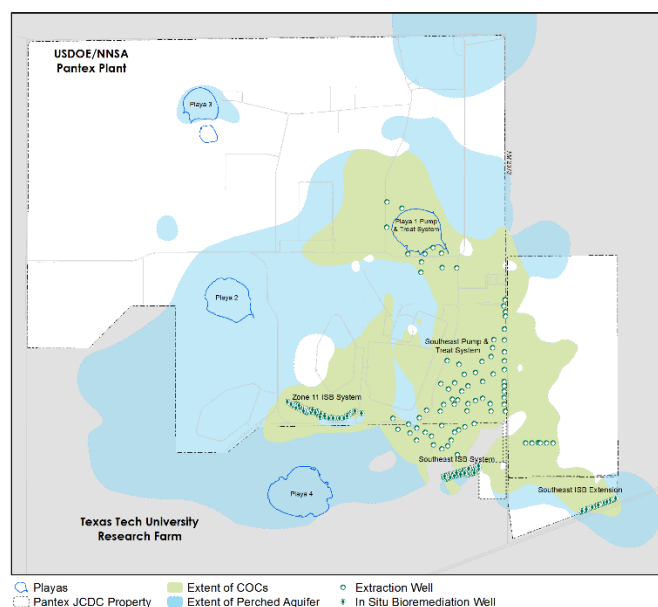 USDOE/NNSA
Pantex Plant
Playa 3
FM 2373
Playa 1 Pump
& Treat System
Playa 2
Southeast Pump &
Treat System
Zone 11 ISB System
Southeast ISB System
Playa 4
Southeast ISB Extension
Texas Tech University
Research Farm
Playas
Extent of COCs
Extraction Well
Pantex JCDC Property
Extent of Perched Aquifer
In Situ Bioremediation Well